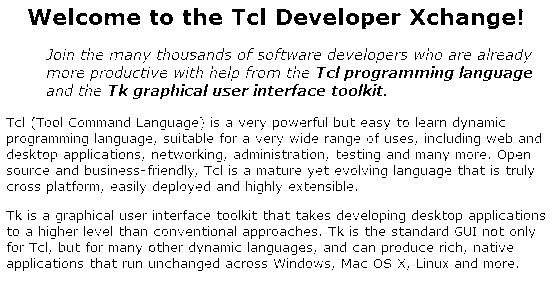 Welcome to the Tcl Developer Xchange!
Join the many thousands of software developers who are already
more productive with help from the Tcl programming language
and the Tk graphical user interface toolkit.
Tcl (Tool Command Language) is a very powerful but easy to learn dynamic
programming language, suitable for a very wide range of uses, including web and
desktop applications, networking, administration, testing and many more. Open
source and business-friendly, Tcl is a mature yet evolving language that is truly
cross platform, easily deployed and highly extensible.
Tk is a graphical user interface toolkit that takes developing desktop applications
to a higher level than conventional approaches. Tk is the standard GUI not only
for Tcl, but for many other dynamic languages, and can produce rich, native
applications that run unchanged across Windows, Mac OS X, Linux and more.